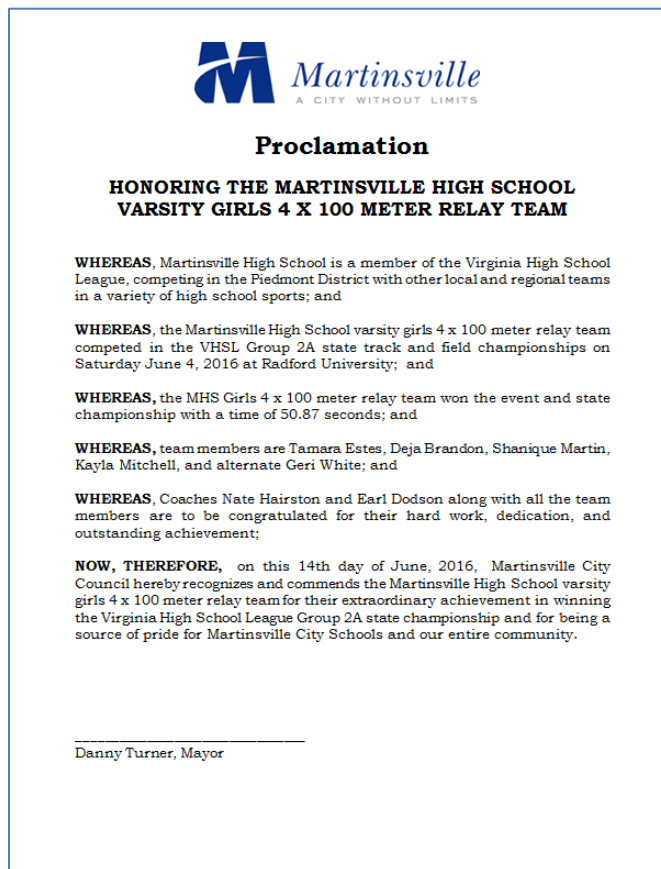 Martinsville
A CITY WITHOUT LIMITS
Proclamation
HONORING THE MARTINSVILLE HIGH SCHOOL
VARSITY GIRLS 4 X 100 METER RELAY TEAM
WHEREAS, Martinsville High School is a member of the Virginia High School
League, competing in the Piedmont District with other local and regional teams
in a variety of high school sports; and
WHEREAS, the Martinsville High School varsity girls 4 x 100 meter relay team
competed in the VHSL Group 2A state track and field championships on
Saturday June 4, 2016 at Radford University; and
WHEREAS, the MHS Girls 4 x 100 meter relay team won the event and state
championship with a time of 50.87 seconds; and
WHEREAS, team members are Tamara Estes, Deja Brandon, Shanique Martin,
Kayla Mitchell, and alternate Geri White; and
WHEREAS, Coaches Nate Hairston and Earl Dodson along with all the team
members are to be congratulated for their hard work, dedication, and
outstanding achievement;
NOW, THEREFORE, on this 14th day of June, 2016, Martinsville City
Council hereby recognizes and commends the Martinsville High School varsity
girls 4 x 100 meter relay team for their extraordinary achievement in winning
the Virginia High School League Group 2A state championship and for being a
source of pride for Martinsville City Schools and our entire community.
Danny Turner, Mayor